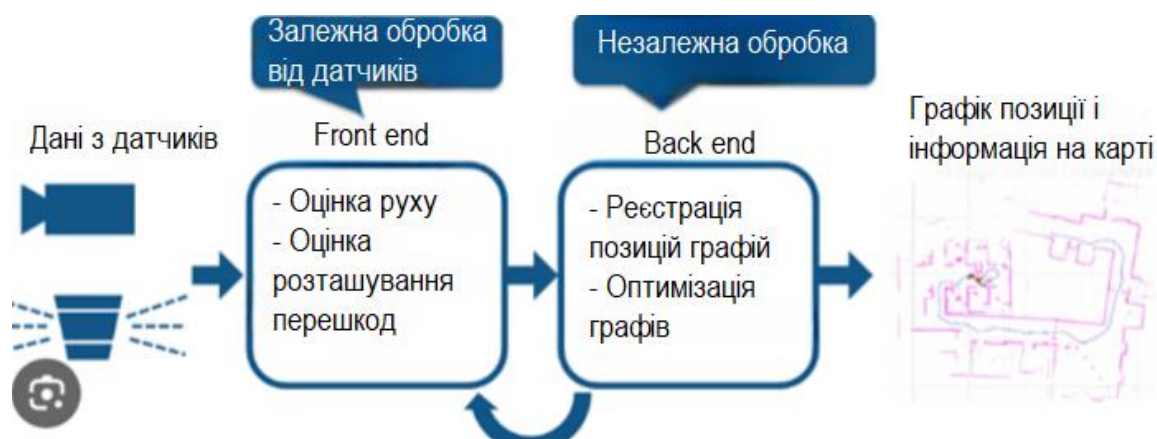 Залежна обробка
від датчиків
Незалежна обробка
Дані з датчиків
Front end
Back end
Графік позиції і
інформація на карті
- Оцінка руху
- Оцінка
розташування
перешкод
- Реєстрація
позицій графій
- Оптимізація
графів